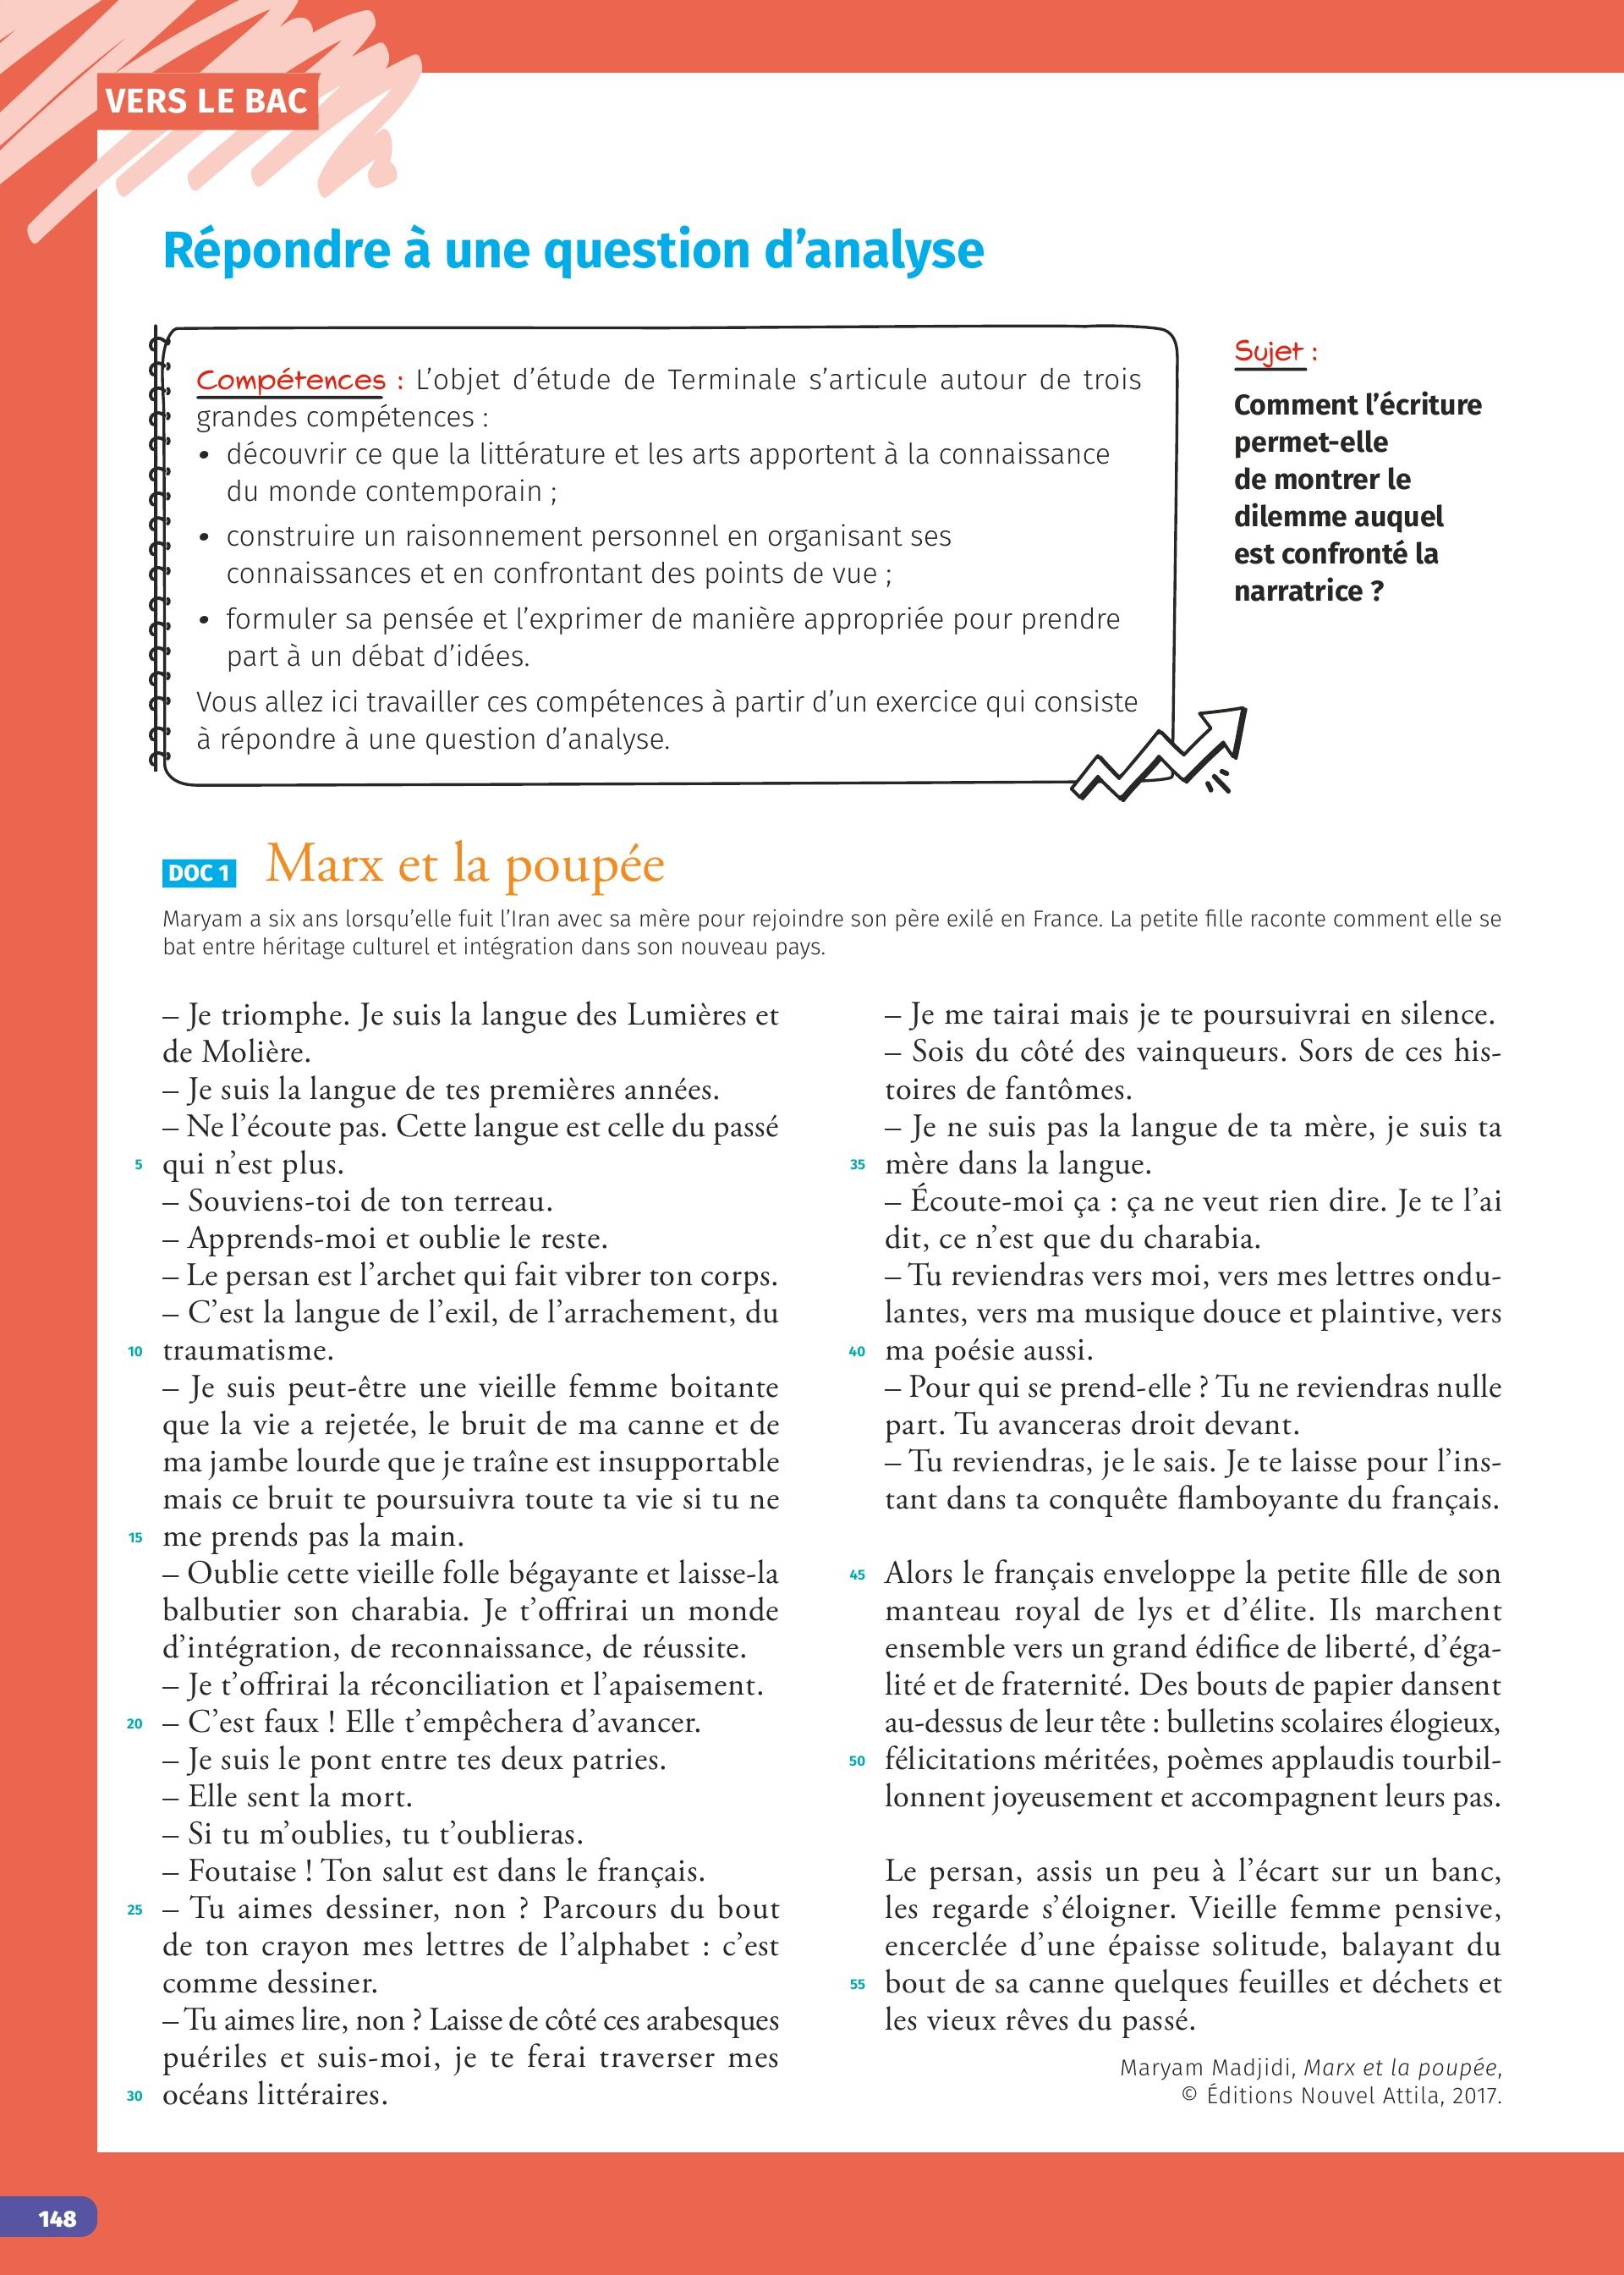 VERS LE BAC
Répondre à une question d’analyse
Compétences : L’objet d’étude de Terminale s’articule autour de trois
grandes compétences :
• découvrir ce que la littérature et les arts apportent à la connaissance
du monde contemporain ;
• construire un raisonnement personnel en organisant ses
connaissances et en confrontant des points de vue ;
• formuler sa pensée et l’exprimer de manière appropriée pour prendre
part à un débat d’idées.
Vous allez ici travailler ces compétences à partir d’un exercice qui consiste
à répondre à une question d’analyse.
Sujet :
Comment l’écriture
permet-elle
de montrer le
dilemme auquel
est confronté la
narratrice ?
DOC 1 Marx et la poupée
Maryam a six ans lorsqu’elle fuit l’Iran avec sa mère pour rejoindre son père exilé en France. La petite fille raconte comment elle se
bat entre héritage culturel et intégration dans son nouveau pays.
– Je triomphe. Je suis la langue des Lumières et
de Molière.
– Je suis la langue de tes premières années.
– Ne l’écoute pas. Cette langue est celle du passé
5 qui n’est plus.
– Souviens-toi de ton terreau.
– Apprends-moi et oublie le reste.
– Le persan est l’archet qui fait vibrer ton corps.
– C’est la langue de l’exil, de l’arrachement, du
10 traumatisme.
– Je suis peut-être une vieille femme boitante
que la vie a rejetée, le bruit de ma canne et de
ma jambe lourde que je traîne est insupportable
mais ce bruit te poursuivra toute ta vie si tu ne
15 me prends pas la main.
– Oublie cette vieille folle bégayante et laisse-la
balbutier son charabia. Je t’offrirai un monde
d’intégration, de reconnaissance, de réussite.
– Je t’offrirai la réconciliation et l’apaisement.
20 – C’est faux ! Elle t’empêchera d’avancer.
– Je suis le pont entre tes deux patries.
– Elle sent la mort.
– Si tu m’oublies, tu t’oublieras.
– Foutaise ! Ton salut est dans le français.
25 – Tu aimes dessiner, non ? Parcours du bout
de ton crayon mes lettres de l’alphabet : c’est
comme dessiner.
– Tu aimes lire, non ? Laisse de côté ces arabesques
puériles et suis-moi, je te ferai traverser mes
30 océans littéraires.
– Je me tairai mais je te poursuivrai en silence.
– Sois du côté des vainqueurs. Sors de ces his-
toires de fantômes.
– Je ne suis pas la langue de ta mère, je suis ta
35 mère dans la langue.
– Écoute-moi ça : ça ne veut rien dire. Je te l’ai
dit, ce n’est que du charabia.
– Tu reviendras vers moi, vers mes lettres ondu-
lantes, vers ma musique douce et plaintive, vers
40 ma poésie aussi.
– Pour qui se prend-elle ? Tu ne reviendras nulle
part. Tu avanceras droit devant.
– Tu reviendras, je le sais. Je te laisse pour l’ins-
tant dans ta conquête flamboyante du français.
45 Alors le français enveloppe la petite fille de son
manteau royal de lys et d’élite. Ils marchent
ensemble vers un grand édifice de liberté, d’éga-
lité et de fraternité. Des bouts de papier dansent
au-dessus de leur tête : bulletins scolaires élogieux,
50 félicitations méritées, poèmes applaudis tourbil-
lonnent joyeusement et accompagnent leurs pas.
Le persan, assis un peu à l’écart sur un banc,
les regarde s’éloigner. Vieille femme pensive,
encerclée d’une épaisse solitude, balayant du
55 bout de sa canne quelques feuilles et déchets et
les vieux rêves du passé.
Maryam Madjidi, Marx et la poupée,
© Éditions Nouvel Attila, 2017.
148